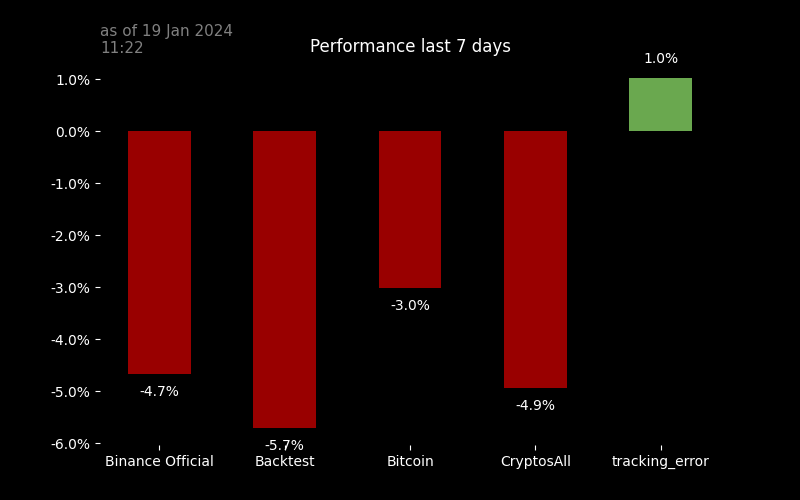 as of 19 Jan 2024
11:22
Performance last 7 days
1.0%
1.0%
0.0%
-1.0%
-2.0%
-3.0%
-4.0%
-5.0%
-6.0%
-4.7%
-5.7%
-3.0%
-4.9%
Binance Official
Backtest
Bitcoin
CryptosAll
tracking_error